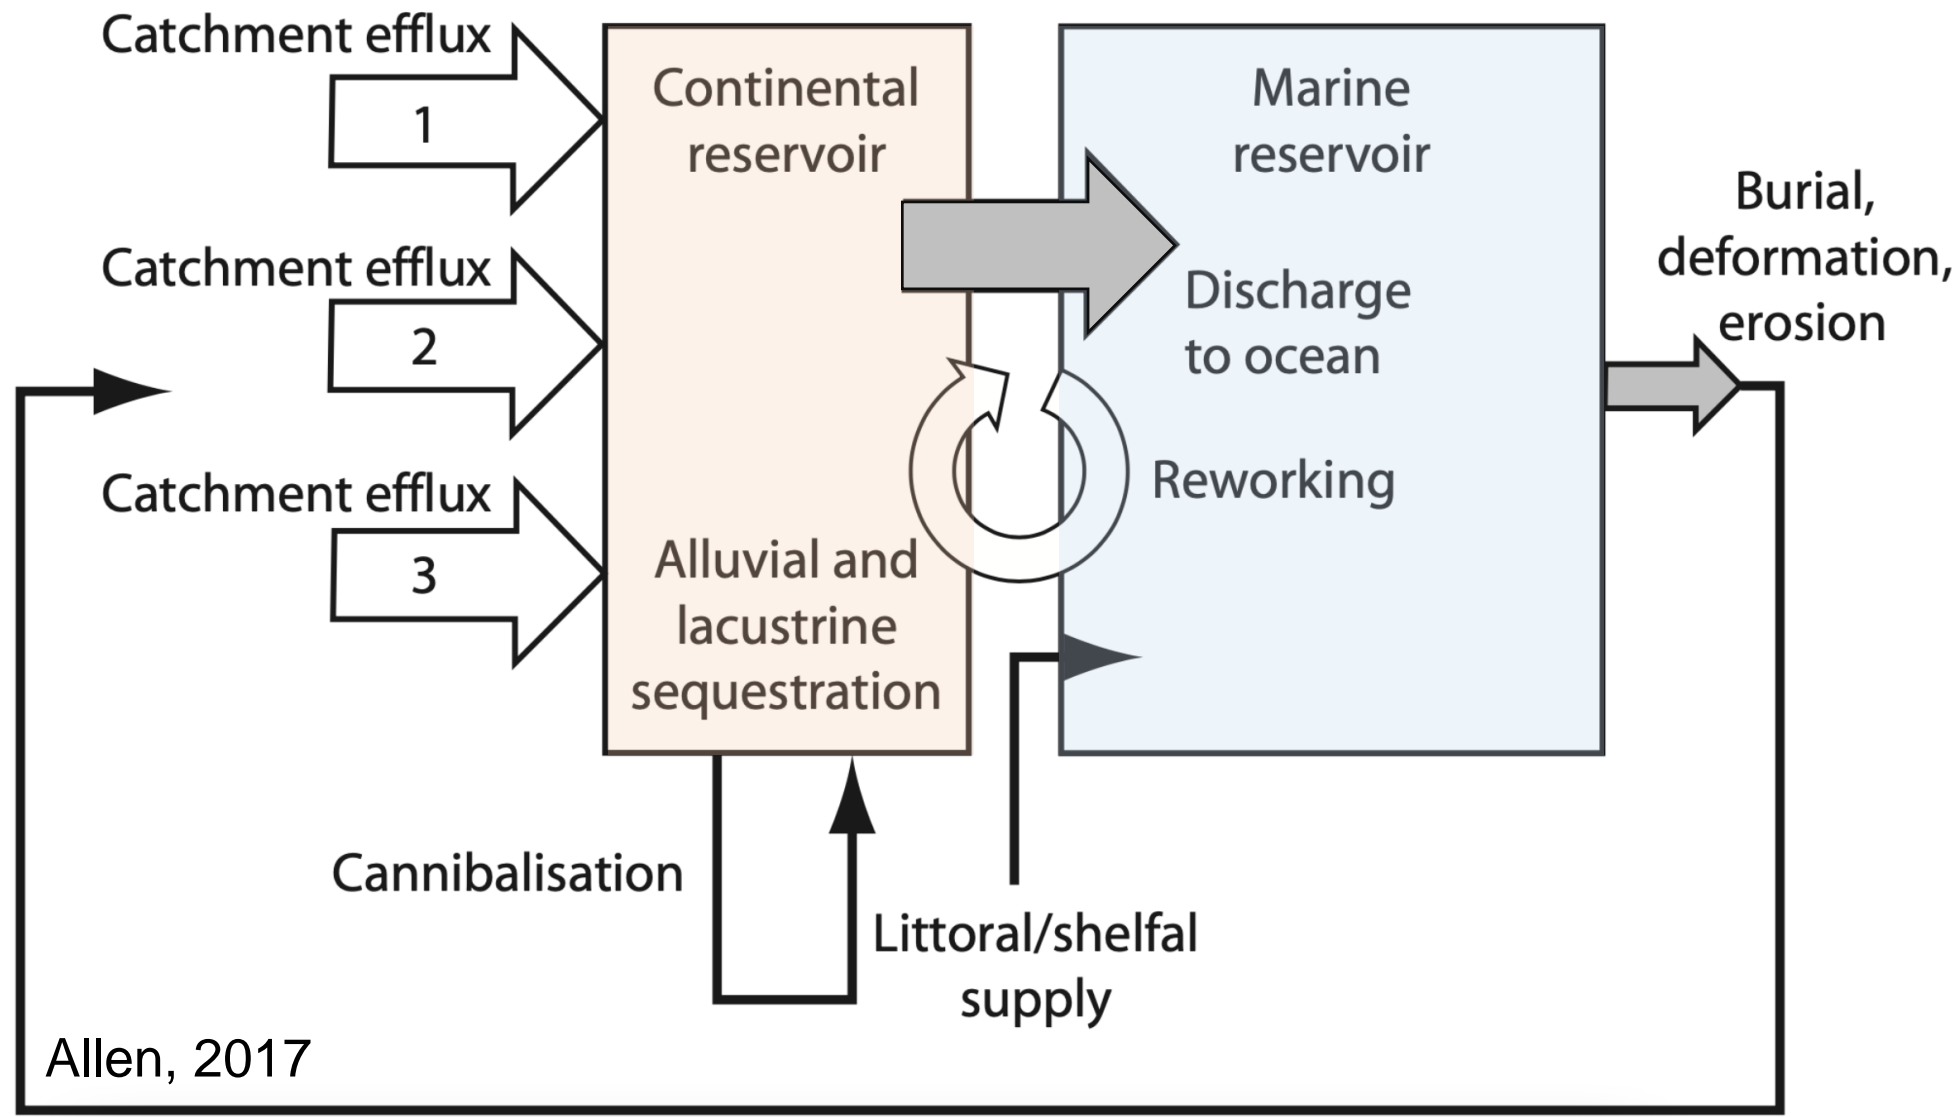 Catchment efflux
1
Catchment efflux
2
Catchment efflux
3
Continental
reservoir
Alluvial and
lacustrine
sequestration
Marine
reservoir
Discharge
to ocean
Reworking
Burial,
deformation,
erosion
Cannibalisation
Littoral/shelfal
supply
Allen, 2017